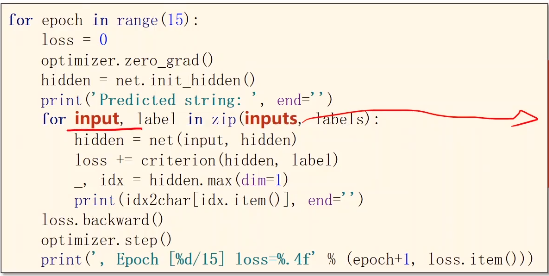 for epoch in range(15):
    loss = 0
    optimizer.zero_grad()
    hidden = net.init_hidden()
    print('Predicted string: ', end='')
    for input, label in zip(inputs, labels):
        hidden = net(input, hidden)
        loss += criterion(hidden, label)
        _, idx = hidden.max(dim=1)
        print(idx2char[idx.item()], end='')
    loss.backward()
    optimizer.step()
    print(', Epoch [%d/15] loss=%.4f' % (epoch+1, loss.item()))